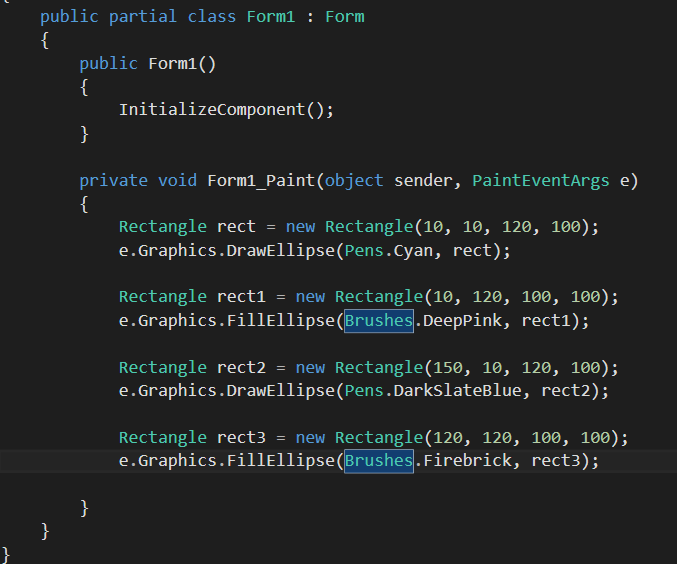 public partial class Form1 : Form
{
public Form1()
{
InitializeComponent();
}
private void Form1_Paint(object sender, PaintEventArgs e)
{
Rectangle rect = new Rectangle(10, 10, 120, 100);
e.Graphics.DrawEllipse(Pens.Cyan, rect);
Rectangle rect1 = new Rectangle(10, 120, 100, 100);
e.Graphics.FillEllipse(Brushes.DeepPink, rect1);
Rectangle rect2 = new Rectangle(150, 10, 120, 100);
e.Graphics.DrawEllipse(Pens.DarkSlateBlue, rect2);
Rectangle rect3 = new Rectangle(120, 120, 100, 100);
e.Graphics.FillEllipse(Brushes.Firebrick, rect3);
}
}
}